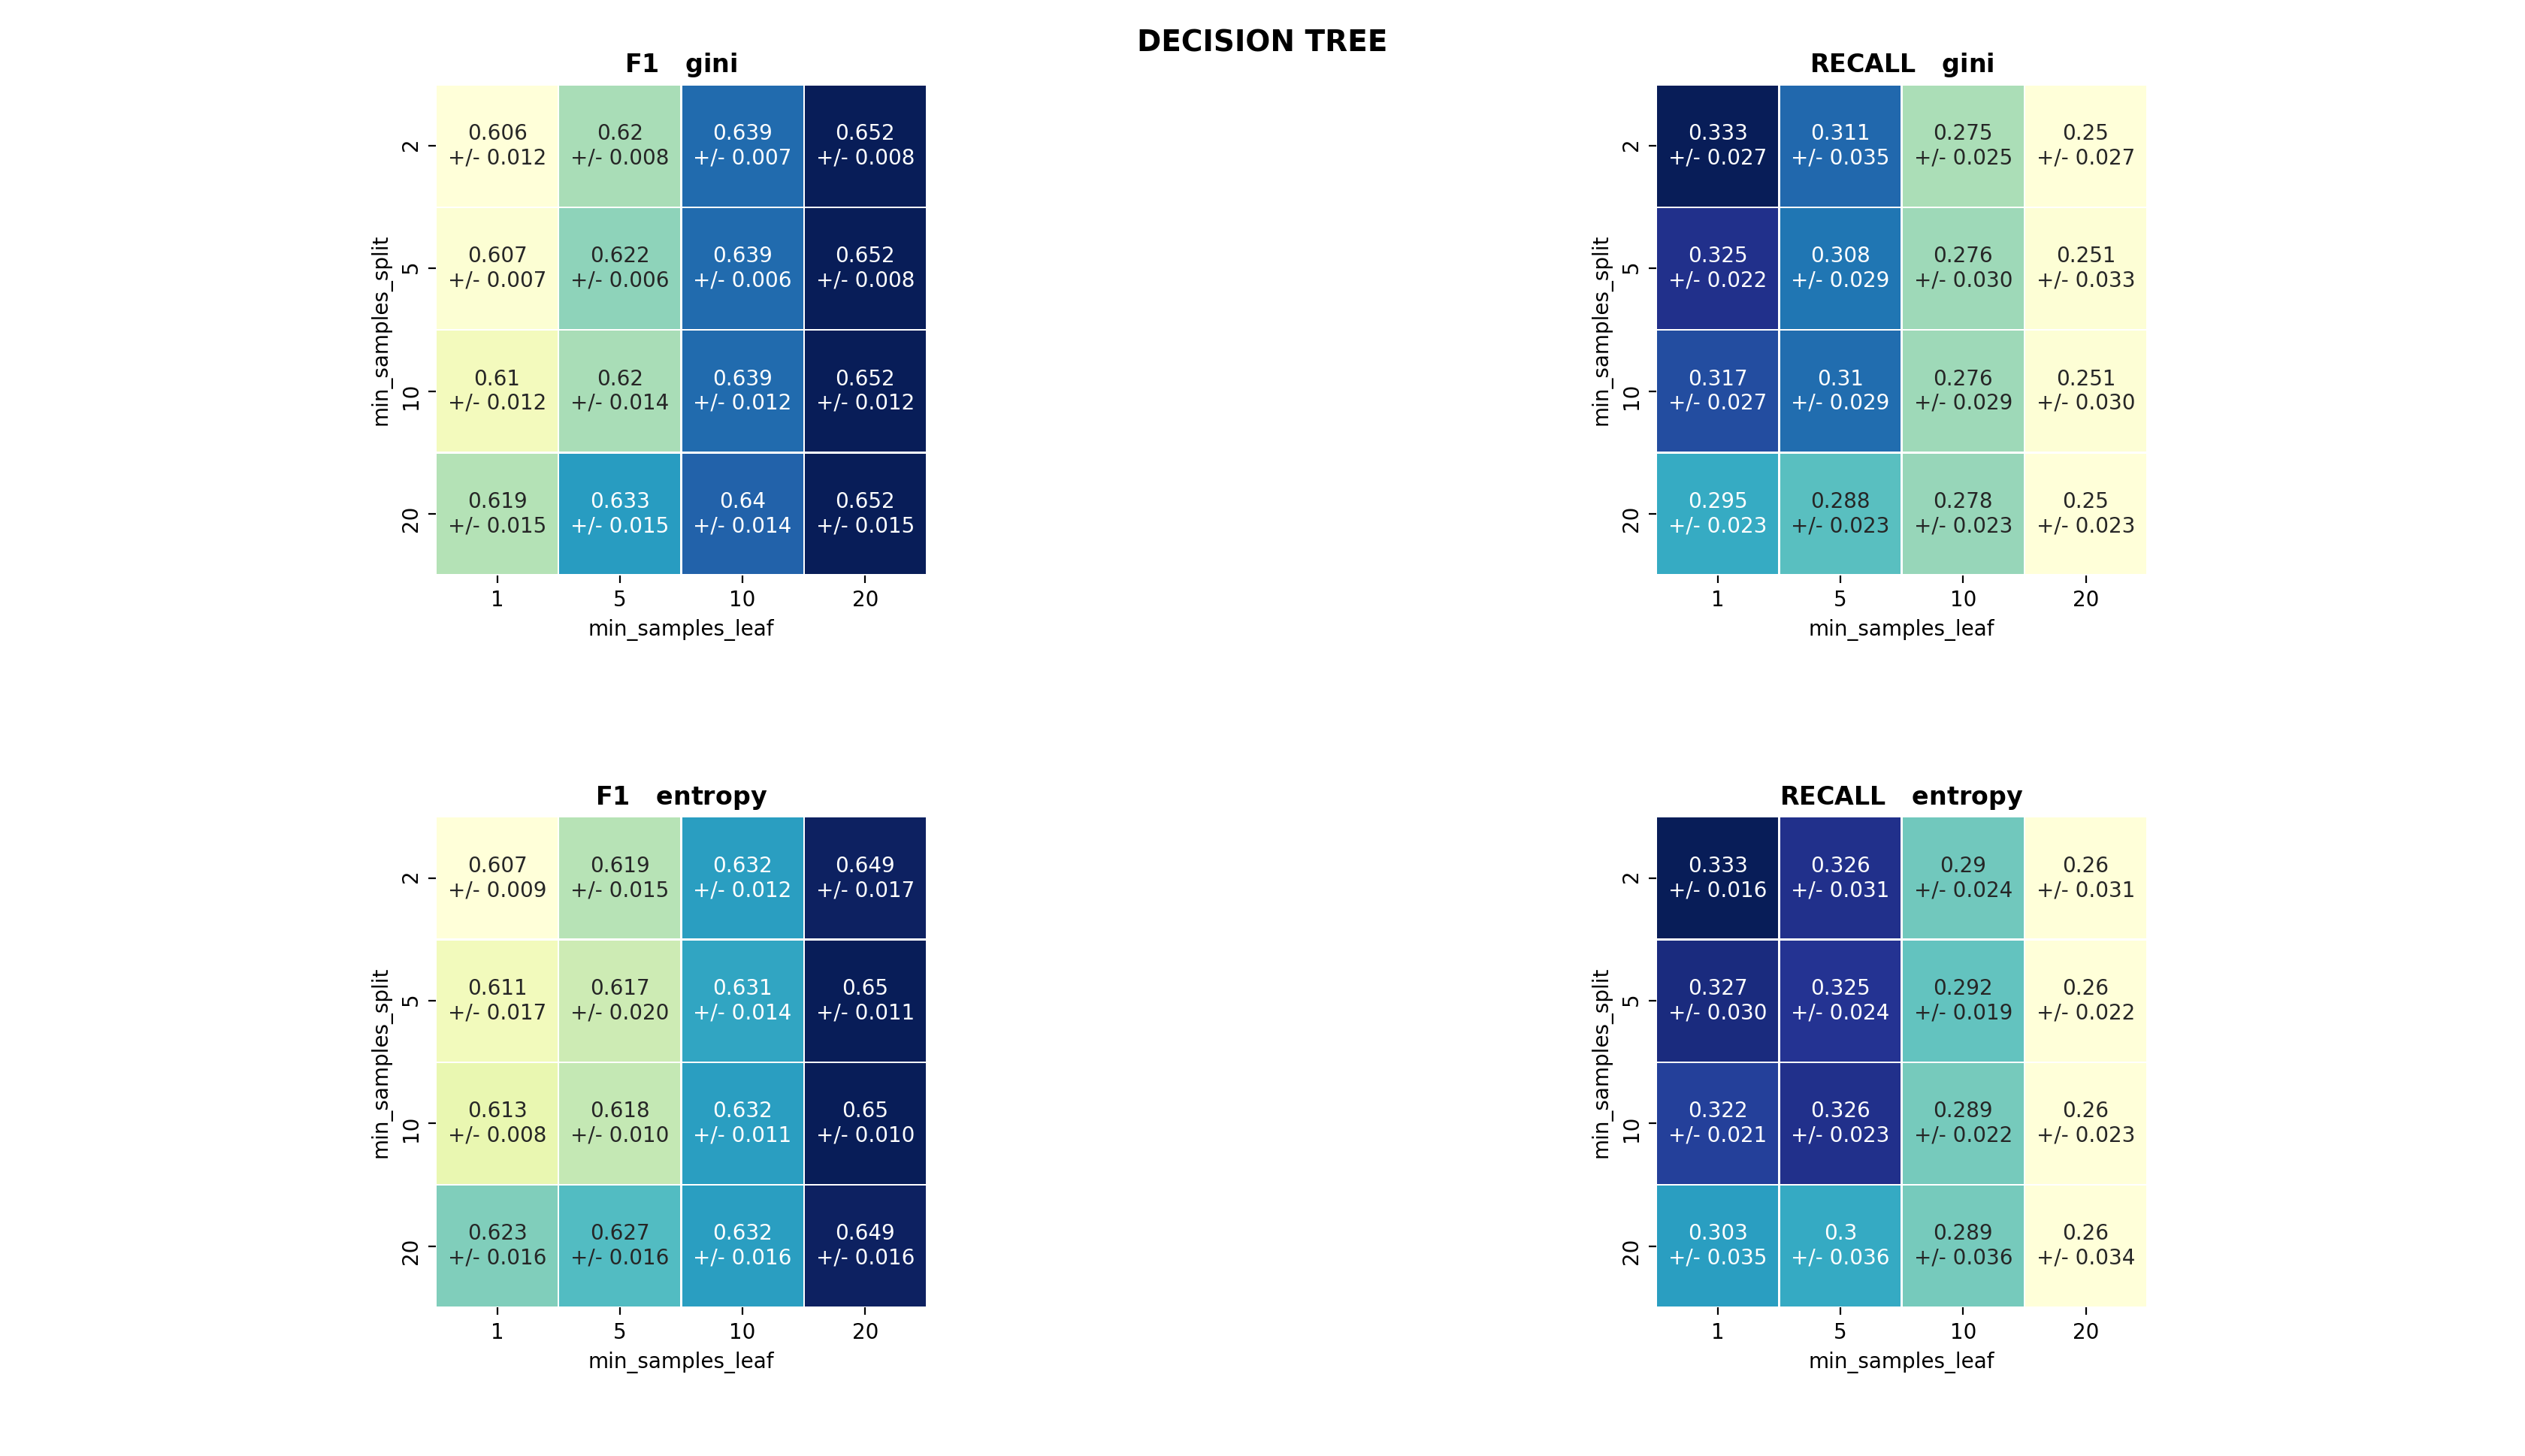 DECISION TREE
F1 gini
0.606 0.62 0.639 0.652
+/- 0.012 +/- 0.008 +/- 0.007 +/- 0.008
0.607 0.622 0.639 0.652
+/- 0.007 +/- 0.006 +/- 0.006 +/- 0.008
0.61 0.62 0.639 0.652
+/- 0.012 +/- 0.014 +/- 0.012 +/- 0.012
0.619 0.633 0.64 0.652
+/- 0.015 +/- 0.015 +/- 0.014 +/- 0.015
2
5
10
20
min_samples_split
1 5 10 20
min_samples_leaf
RECALL gini
0.333 0.311 0.275 0.25
+/- 0.027 +/- 0.035 +/- 0.025 +/- 0.027
0.325 0.308 0.276 0.251
+/- 0.022 +/- 0.029 +/- 0.030 +/- 0.033
0.317 0.31 0.276 0.251
+/- 0.027 +/- 0.029 +/- 0.029 +/- 0.030
0.295 0.288 0.278 0.25
+/- 0.023 +/- 0.023 +/- 0.023 +/- 0.023
2
5
10
20
min_samples_split
1 5 10 20
min_samples_leaf
F1 entropy
0.607 0.619 0.632 0.649
+/- 0.009 +/- 0.015 +/- 0.012 +/- 0.017
0.611 0.617 0.631 0.65
+/- 0.017 +/- 0.020 +/- 0.014 +/- 0.011
0.613 0.618 0.632 0.65
+/- 0.008 +/- 0.010 +/- 0.011 +/- 0.010
0.623 0.627 0.632 0.649
+/- 0.016 +/- 0.016 +/- 0.016 +/- 0.016
2
5
10
20
min_samples_split
1 5 10 20
min_samples_leaf
RECALL entropy
0.333 0.326 0.29 0.26
+/- 0.016 +/- 0.031 +/- 0.024 +/- 0.031
0.327 0.325 0.292 0.26
+/- 0.030 +/- 0.024 +/- 0.019 +/- 0.022
0.322 0.326 0.289 0.26
+/- 0.021 +/- 0.023 +/- 0.022 +/- 0.023
0.303 0.3 0.289 0.26
+/- 0.035 +/- 0.036 +/- 0.036 +/- 0.034
2
5
10
20
min_samples_split
1 5 10 20
min_samples_leaf